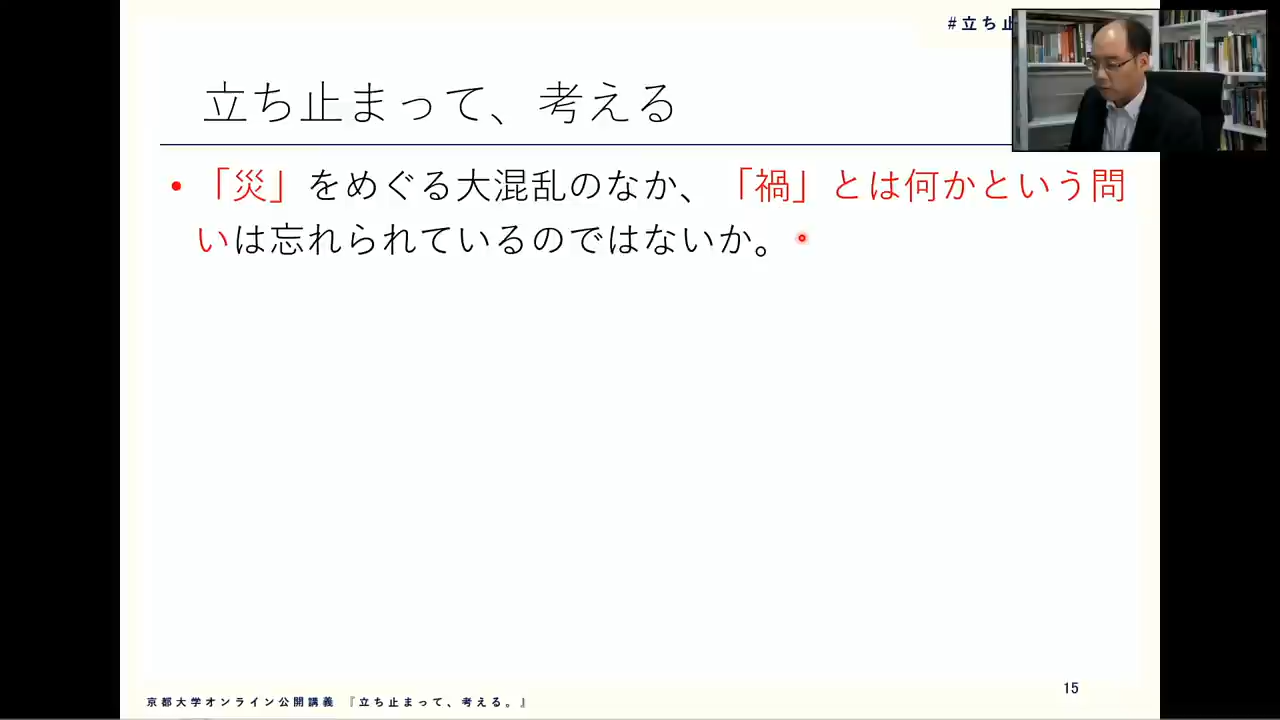 #立ち止
立ち止まって、考える
• 「災」をめぐる大混乱のなか、「禍」とは何かという問
いは忘れられているのではないか。
15
京都大学オンライン公開講義 『立ち止まって、考える。』